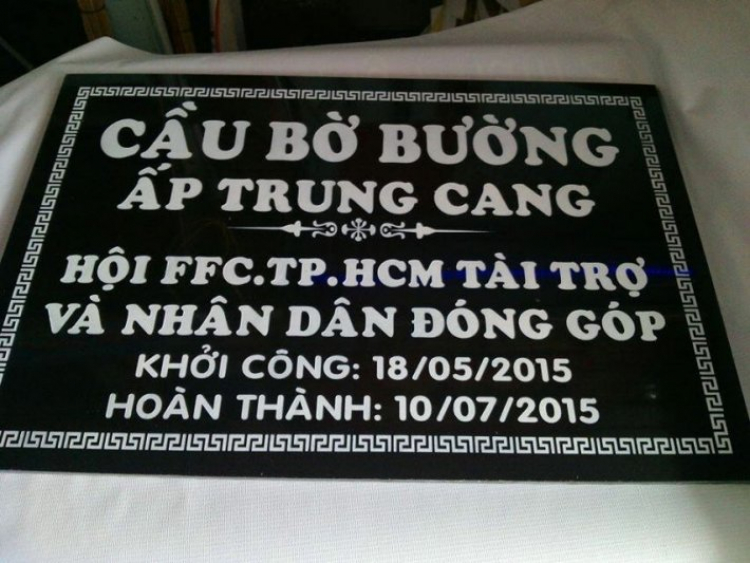 CẦU BỜ BƯỜNG
ẤP TRUNG CANG
HỘI FFC.TP.HCM TÀI TRỢ
VÀ NHÂN DÂN ĐÓNG GÓP
KHỞI CÔNG: 18/05/2015
HOÀN THÀNH: 10/07/2015